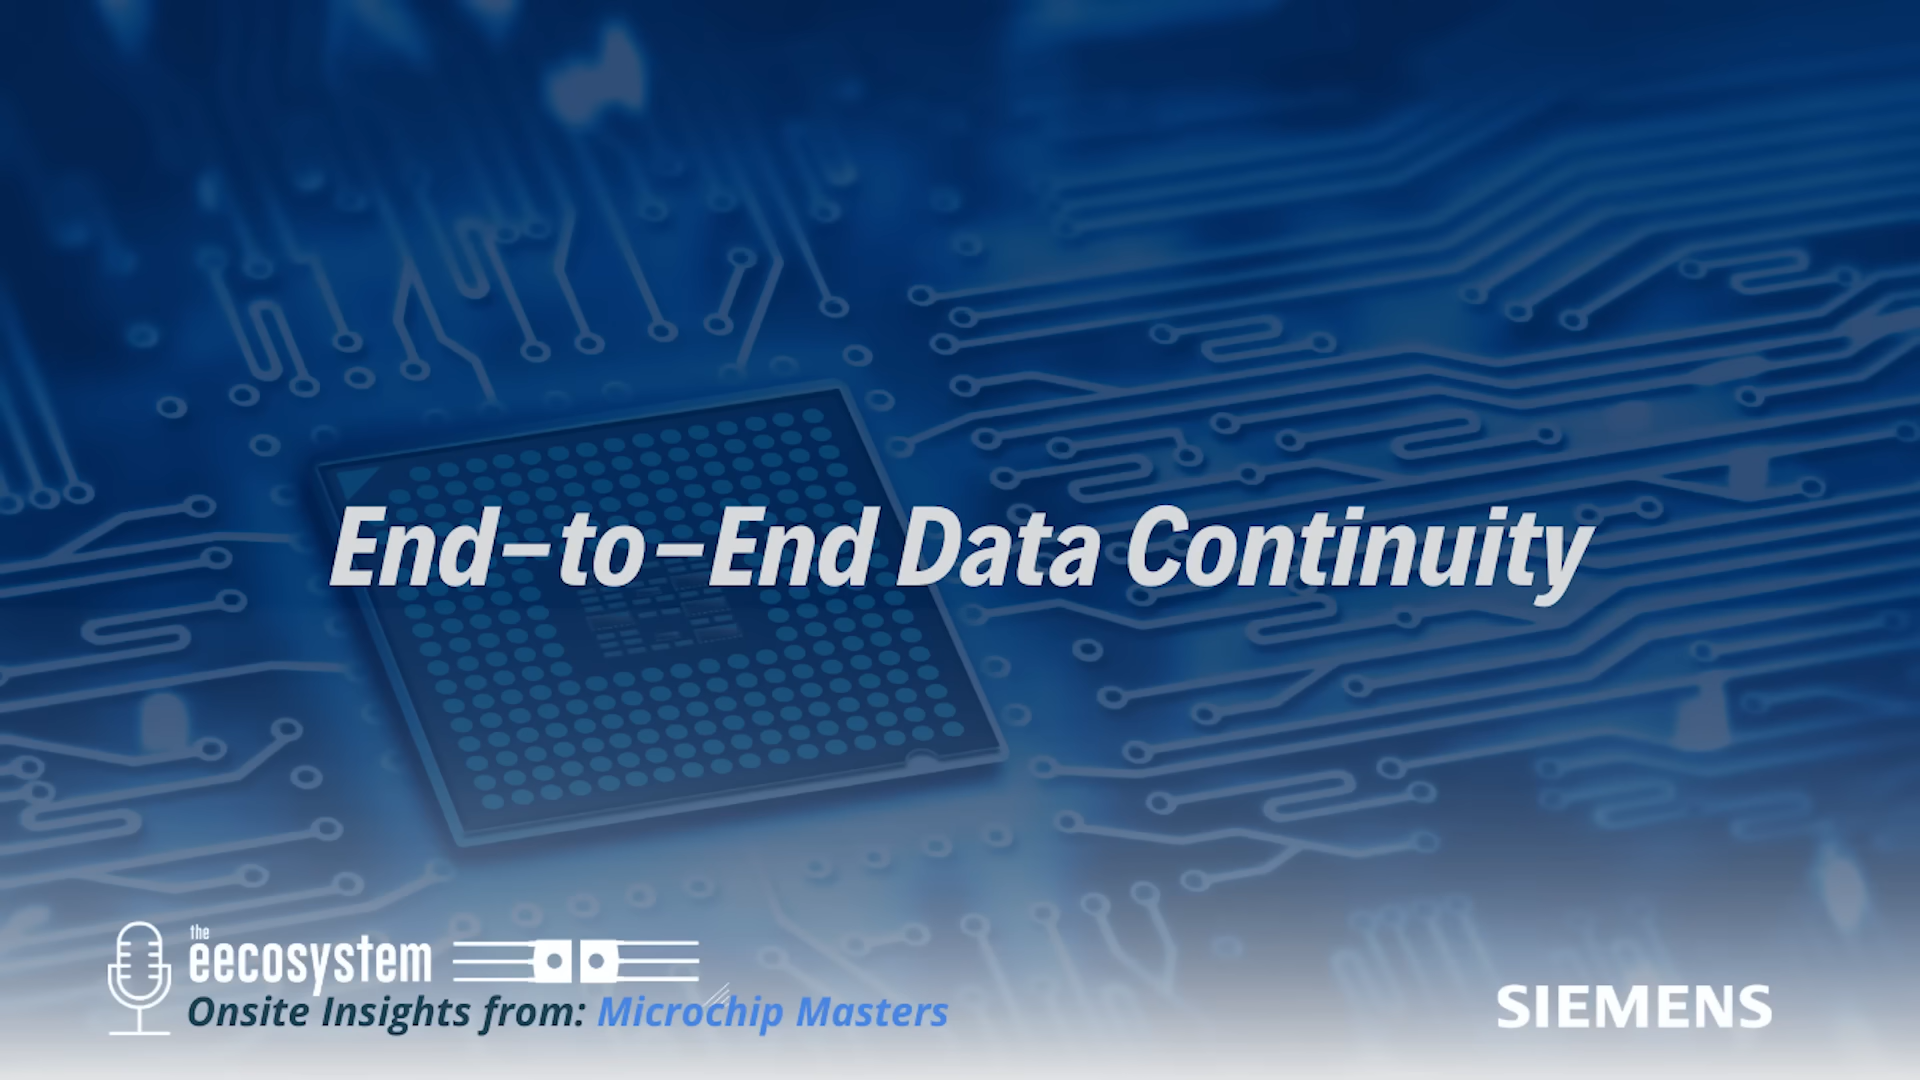 End-to-End Data Continuity
the
eecosystem
Onsite Insights from: Microchip Masters
SIEMENS